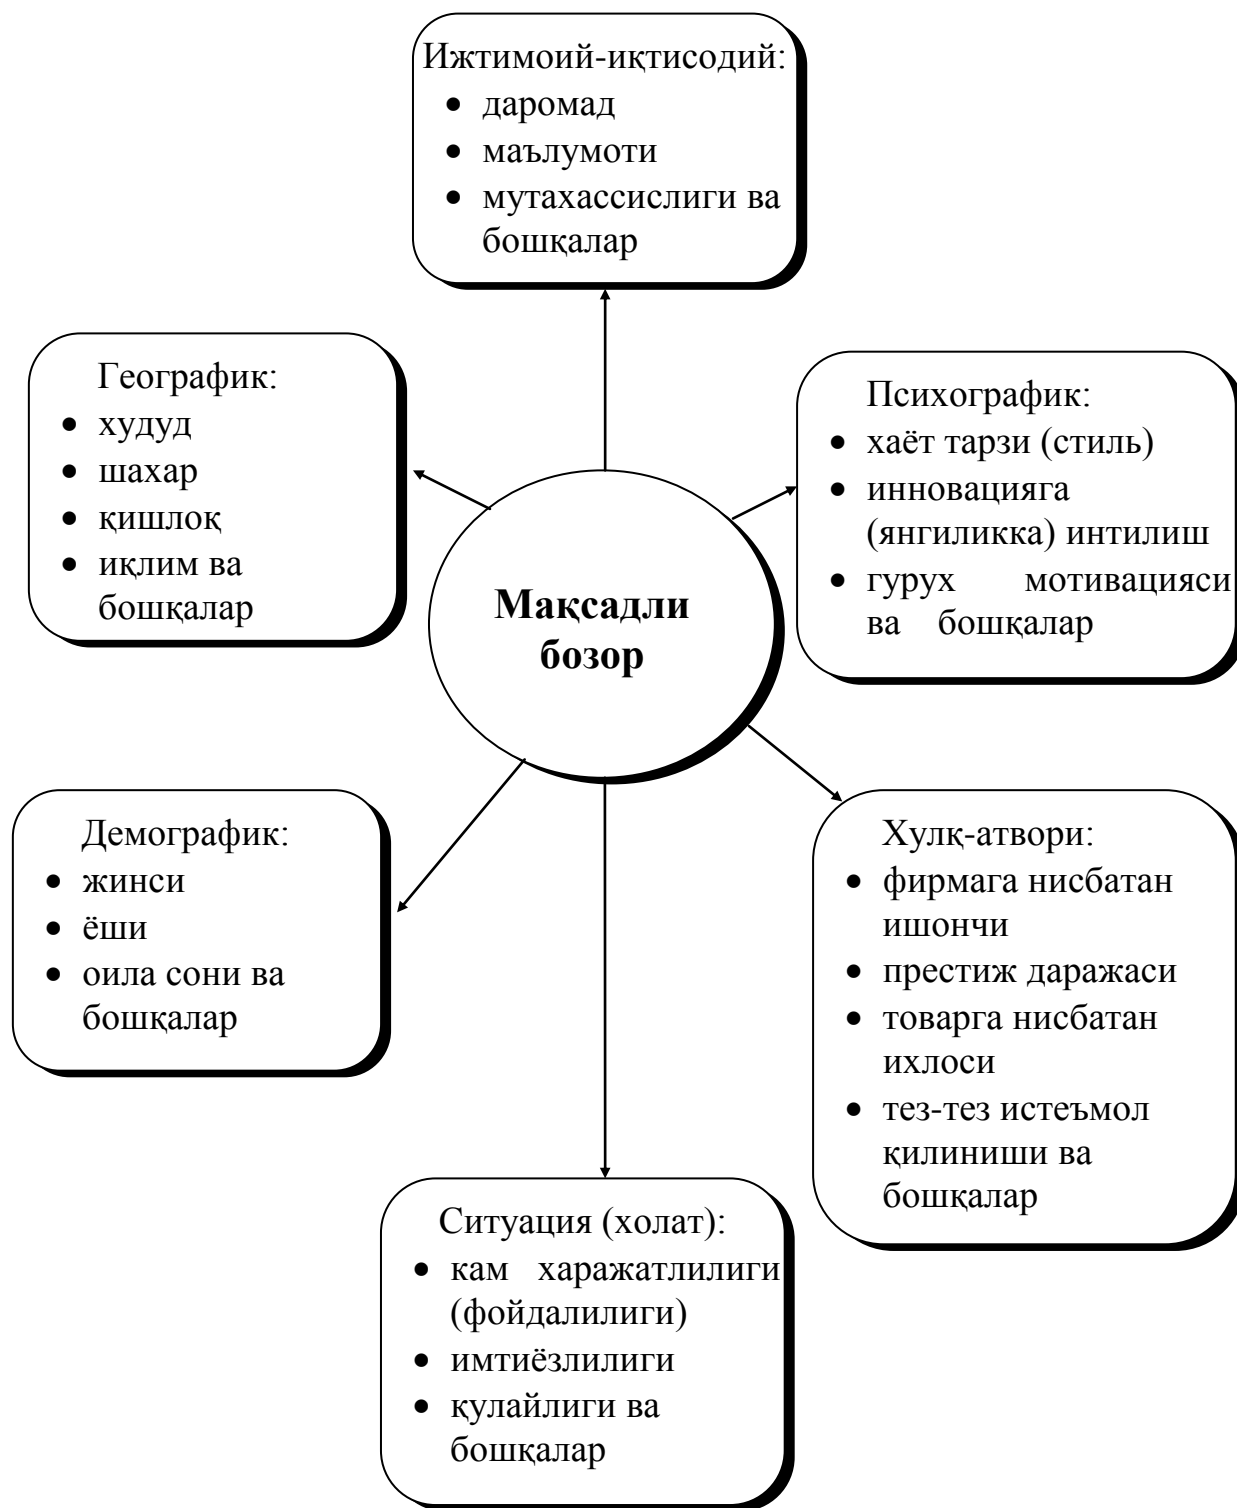 Ижтимоий-иқтисодий:
• даромад
• маълумоти
• мутахассислиги ва
бошқалар
Географик:
• худуд
• шахар
• қишлоқ
• иқлим ва
бошқалар
Психографик:
• хаёт тарзи (стиль)
• инновацияга
(янгиликка) интилиш
• гурух мотивацияси
ва бошқалар
Мақсадли
бозор
Демографик:
• жинси
• ёши
• оила сони ва
бошқалар
Хулқ-атвори:
• фирмага нисбатан
ишончи
• престиж даражаси
• товарга нисбатан
ихлоси
• тез-тез истеъмол
қилиниши ва
бошқалар
Ситуация (холат):
• кам харажатлилиги
(фойдалилиги)
• имтиёзлилиги
• қулайлиги ва
бошқалар